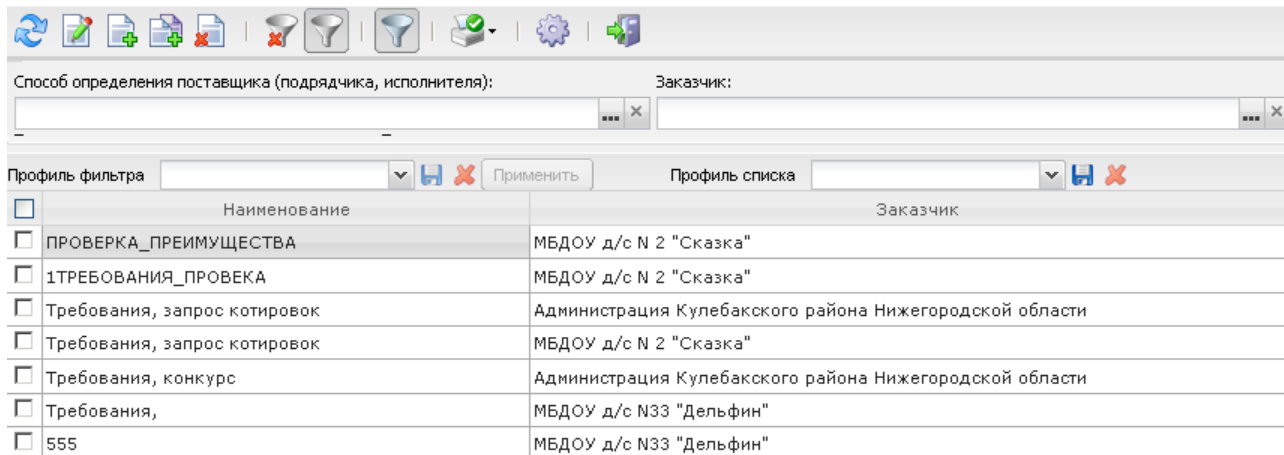 Способ определения поставщика (подрядчика, исполнителя): Заказчик:
Профиль фильтра Применить Профиль списка
Наименование Заказчик
ПРОВЕРКА_ПРЕИМУЩЕСТВА МБДОУ д/с N 2 "Сказка"
1ТРЕБОВАНИЯ_ПРОВЕКА МБДОУ д/с N 2 "Сказка"
Требования, запрос котировок Администрация Кулебакского района Нижегородской области
Требования, запрос котировок МБДОУ д/с N 2 "Сказка"
Требования, конкурс Администрация Кулебакского района Нижегородской области
Требования, МБДОУ д/с N33 "Дельфин"
555 МБДОУ д/с N33 "Дельфин"